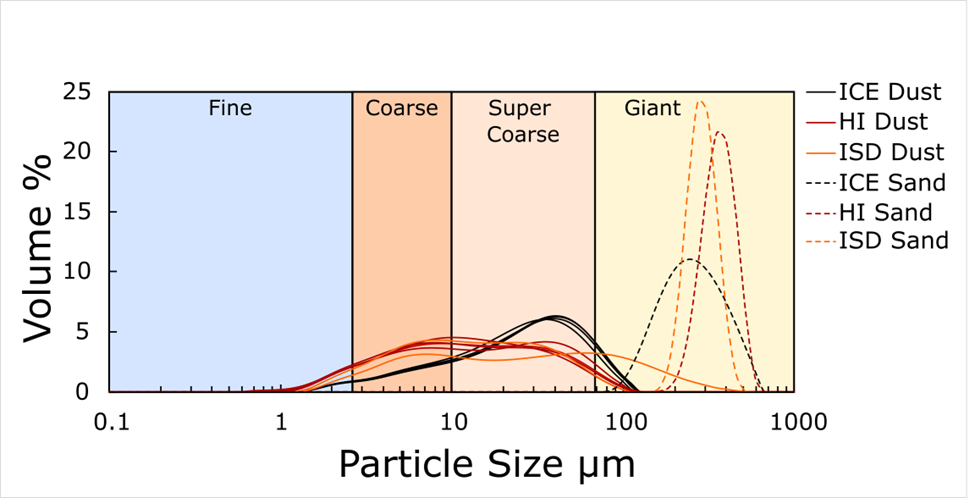 25
20
15
10
5
0
Volume %
Fine
Coarse
Super
Coarse
Giant
ICE Dust
HI Dust
ISD Dust
ICE Sand
HI Sand
ISD Sand
0.1
1
10
100
1000
Particle Size µm